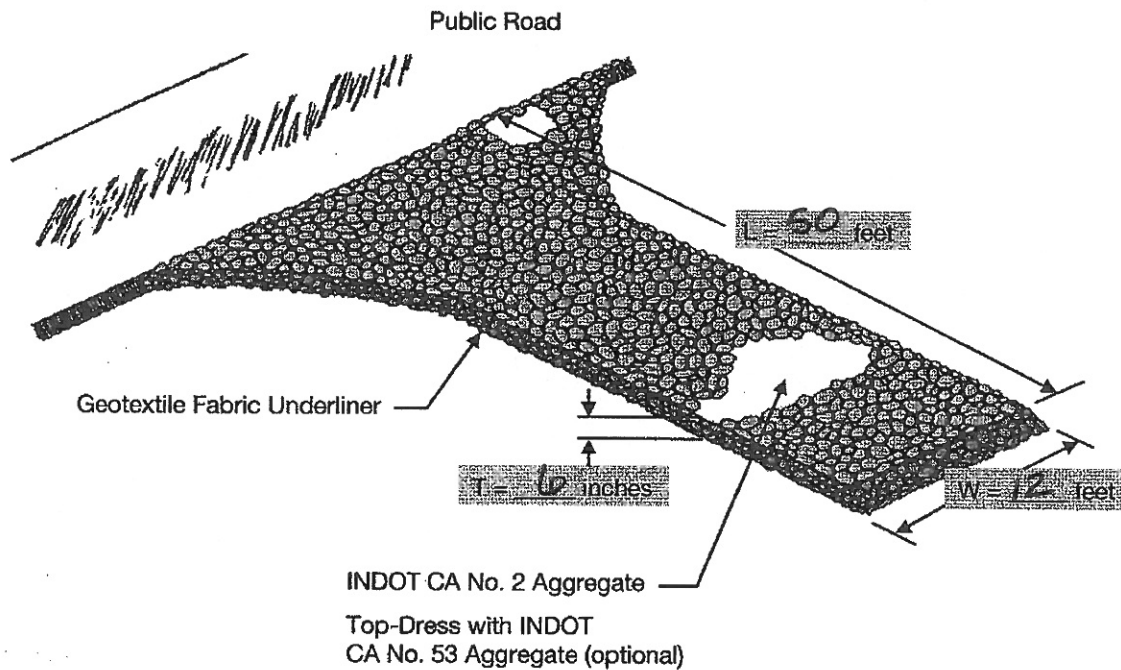 Public Road
L = 50 feet
Geotextile Fabric Underliner
T = 6 inches
W = 12 feet
INDOT CA No. 2 Aggregate
Top-Dress with INDOT
CA No. 53 Aggregate (optional)